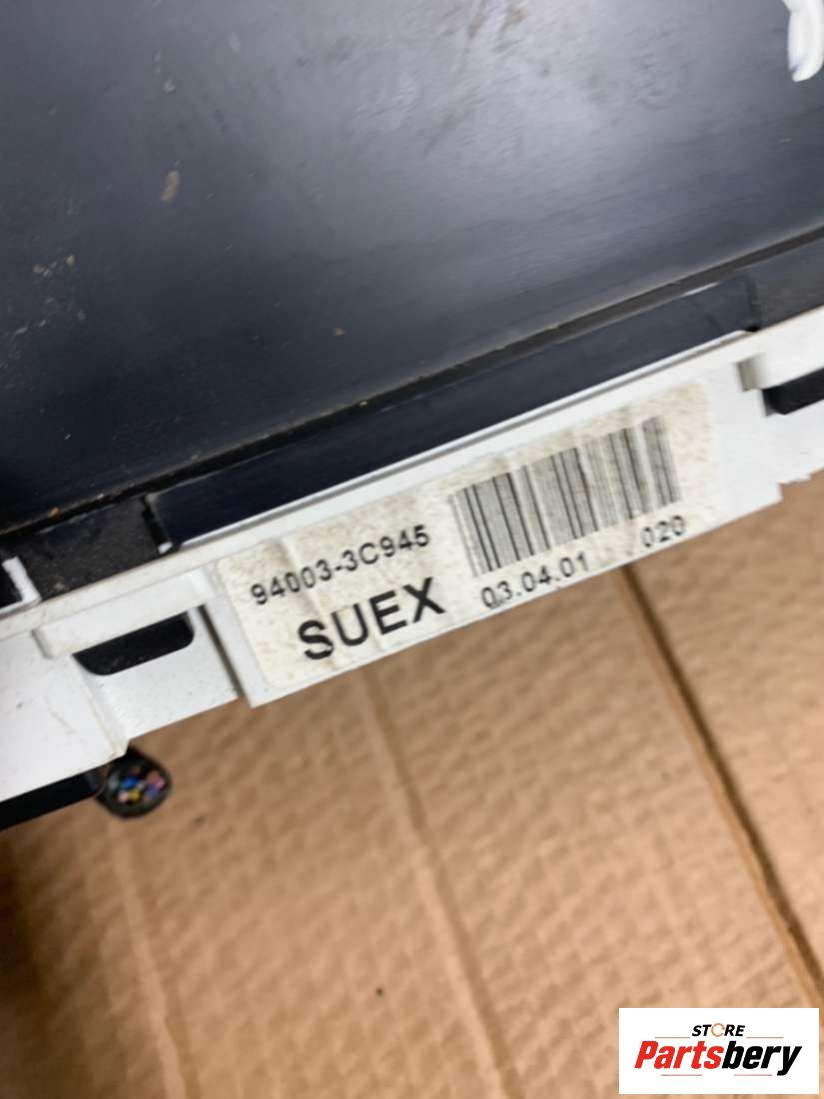 94003-3C945
SUEX
03.04.01 020
STORE
Partsbery